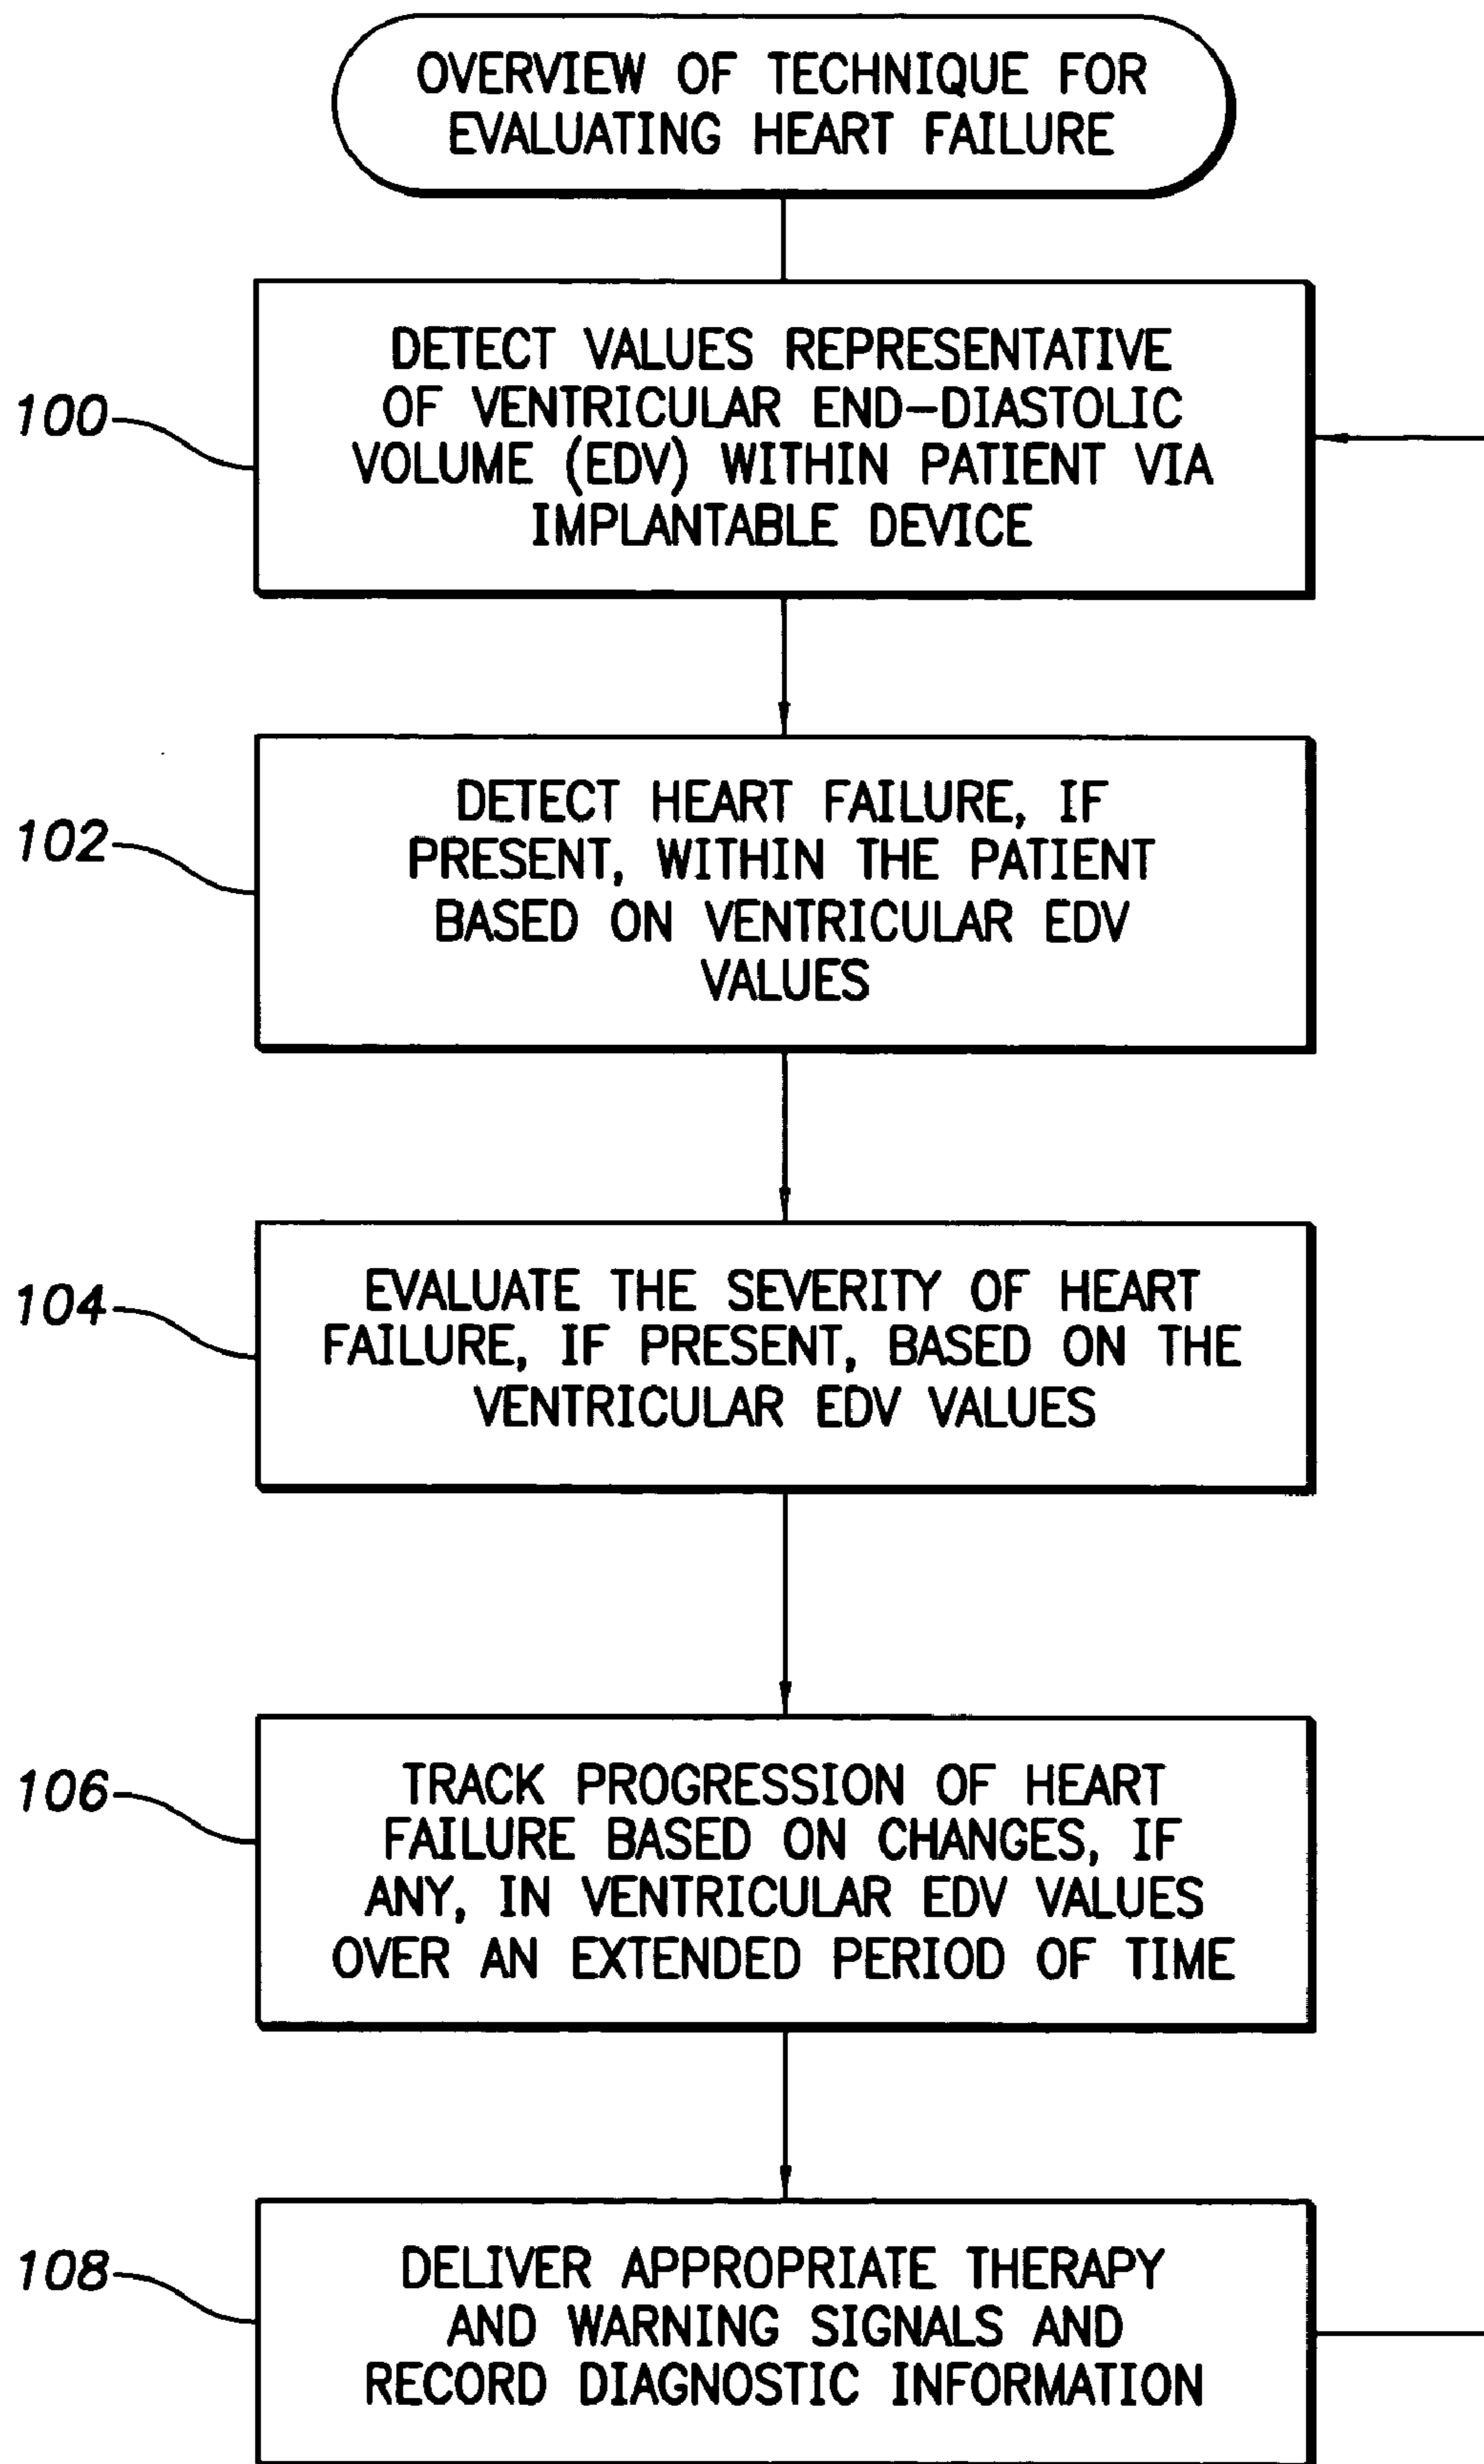 OVERVIEW OF TECHNIQUE FOR
EVALUATING HEART FAILURE
100
DETECT VALUES REPRESENTATIVE
OF VENTRICULAR END-DIASTOLIC
VOLUME (EDV) WITHIN PATIENT VIA
IMPLANTABLE DEVICE
102
DETECT HEART FAILURE, IF
PRESENT, WITHIN THE PATIENT
BASED ON VENTRICULAR EDV
VALUES
104
EVALUATE THE SEVERITY OF HEART
FAILURE, IF PRESENT, BASED ON THE
VENTRICULAR EDV VALUES
106
TRACK PROGRESSION OF HEART
FAILURE BASED ON CHANGES, IF
ANY, IN VENTRICULAR EDV VALUES
OVER AN EXTENDED PERIOD OF TIME
108
DELIVER APPROPRIATE THERAPY
AND WARNING SIGNALS AND
RECORD DIAGNOSTIC INFORMATION